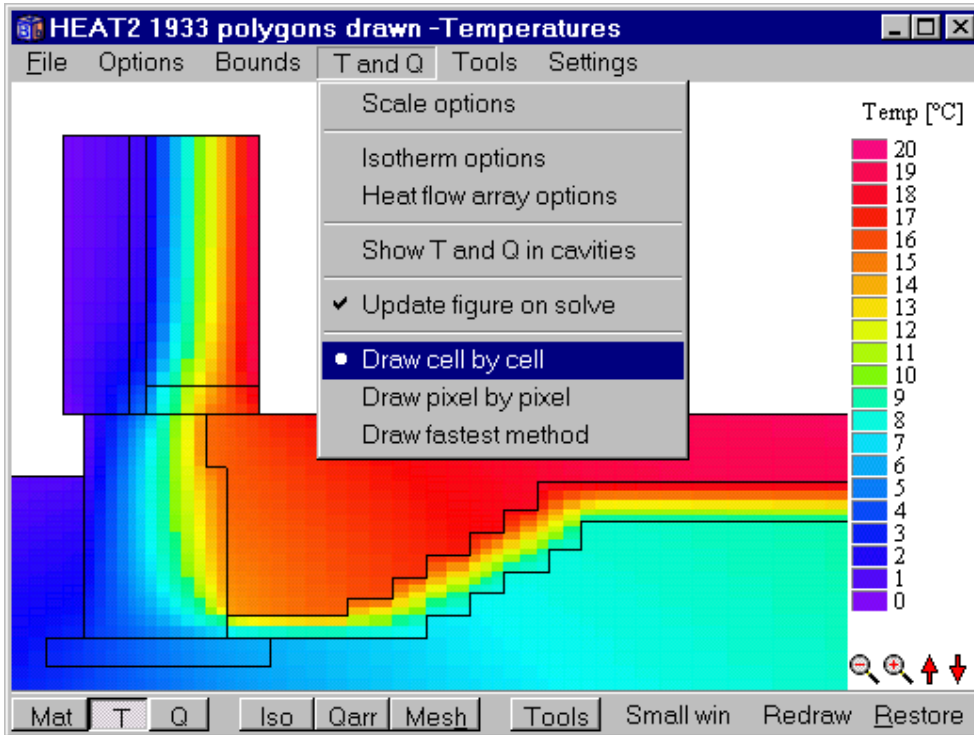 HEAT2 1933 polygons drawn -Temperatures
File Options Bounds T and Q Tools Settings
Scale options
Isotherm options
Heat flow array options
Show T and Q in cavities
Update figure on solve
Draw cell by cell
Draw pixel by pixel
Draw fastest method
Temp [°C]
20
19
18
17
16
15
14
13
12
11
10
9
8
7
6
5
4
3
2
1
0
Mat T Q Iso Qarr Mesh Tools Small win Redraw Restore